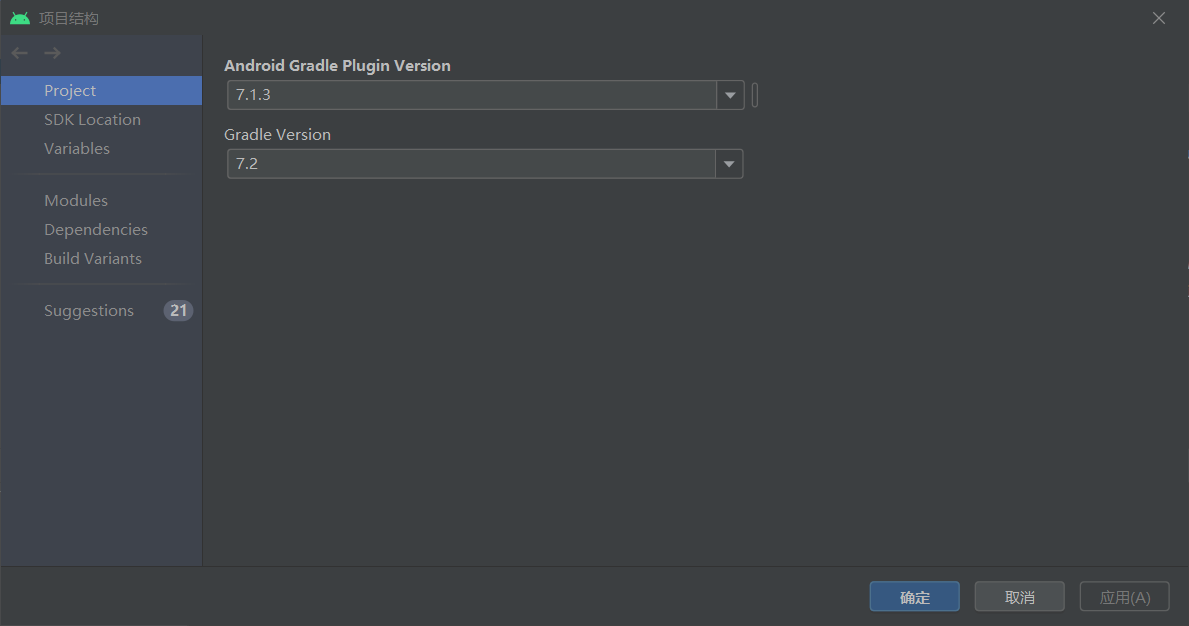 项目结构
Project
SDK Location
Variables
Modules
Dependencies
Build Variants
Suggestions 21
Android Gradle Plugin Version
7.1.3
Gradle Version
7.2
确定 取消 应用(A)